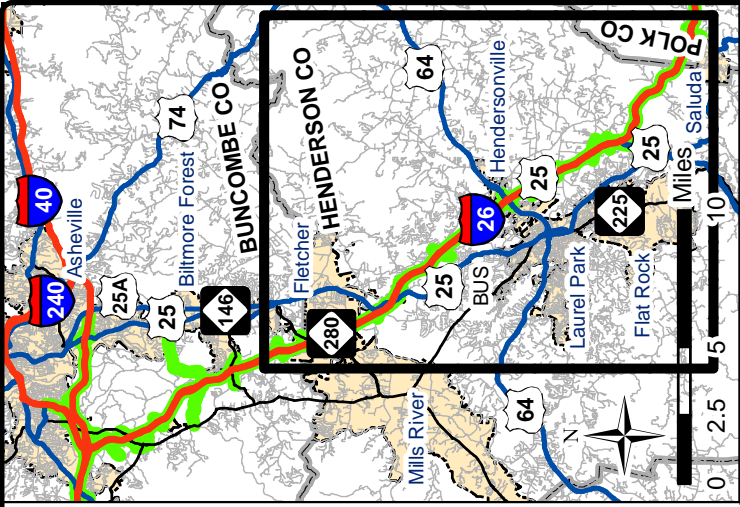 40
240
Asheville
74
25A
25
Biltmore Forest
146
BUNCOMBE CO
HENDERSON CO
Fletcher
280
64
POLK CO
Hendersonville
26
25
25
BUS
25
Saluda
225
Laurel Park
Flat Rock
Mills River
64
N
Miles
0
2.5
5
10